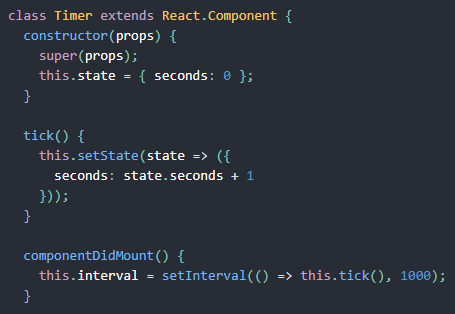 class Timer extends React.Component {
  constructor(props) {
    super(props);
    this.state = { seconds: 0 };
  }

  tick() {
    this.setState(state => ({
      seconds: state.seconds + 1
    }));
  }

  componentDidMount() {
    this.interval = setInterval(() => this.tick(), 1000);
  }